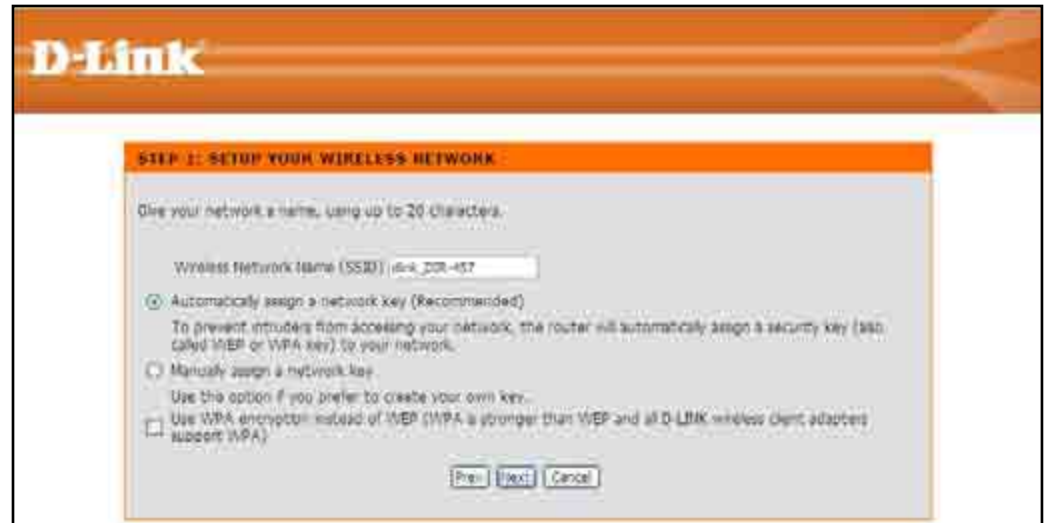 D-Link
STEP 1: SETUP YOUR WIRELESS NETWORK
Give your network a name, using up to 20 characters.
Wireless Network Name (SSID) dlink_DIR-457
Automatically assign a network key (Recommended)
To prevent intruders from accessing your network, the router will automatically assign a security key (also
called WEP or WPA key) to your network.
Manually assign a network key
Use this option if you prefer to create your own key.
Use WPA encryption instead of WEP (WPA is stronger than WEP and all D-LINK wireless client adapters
support WPA)
Prev Next Cancel